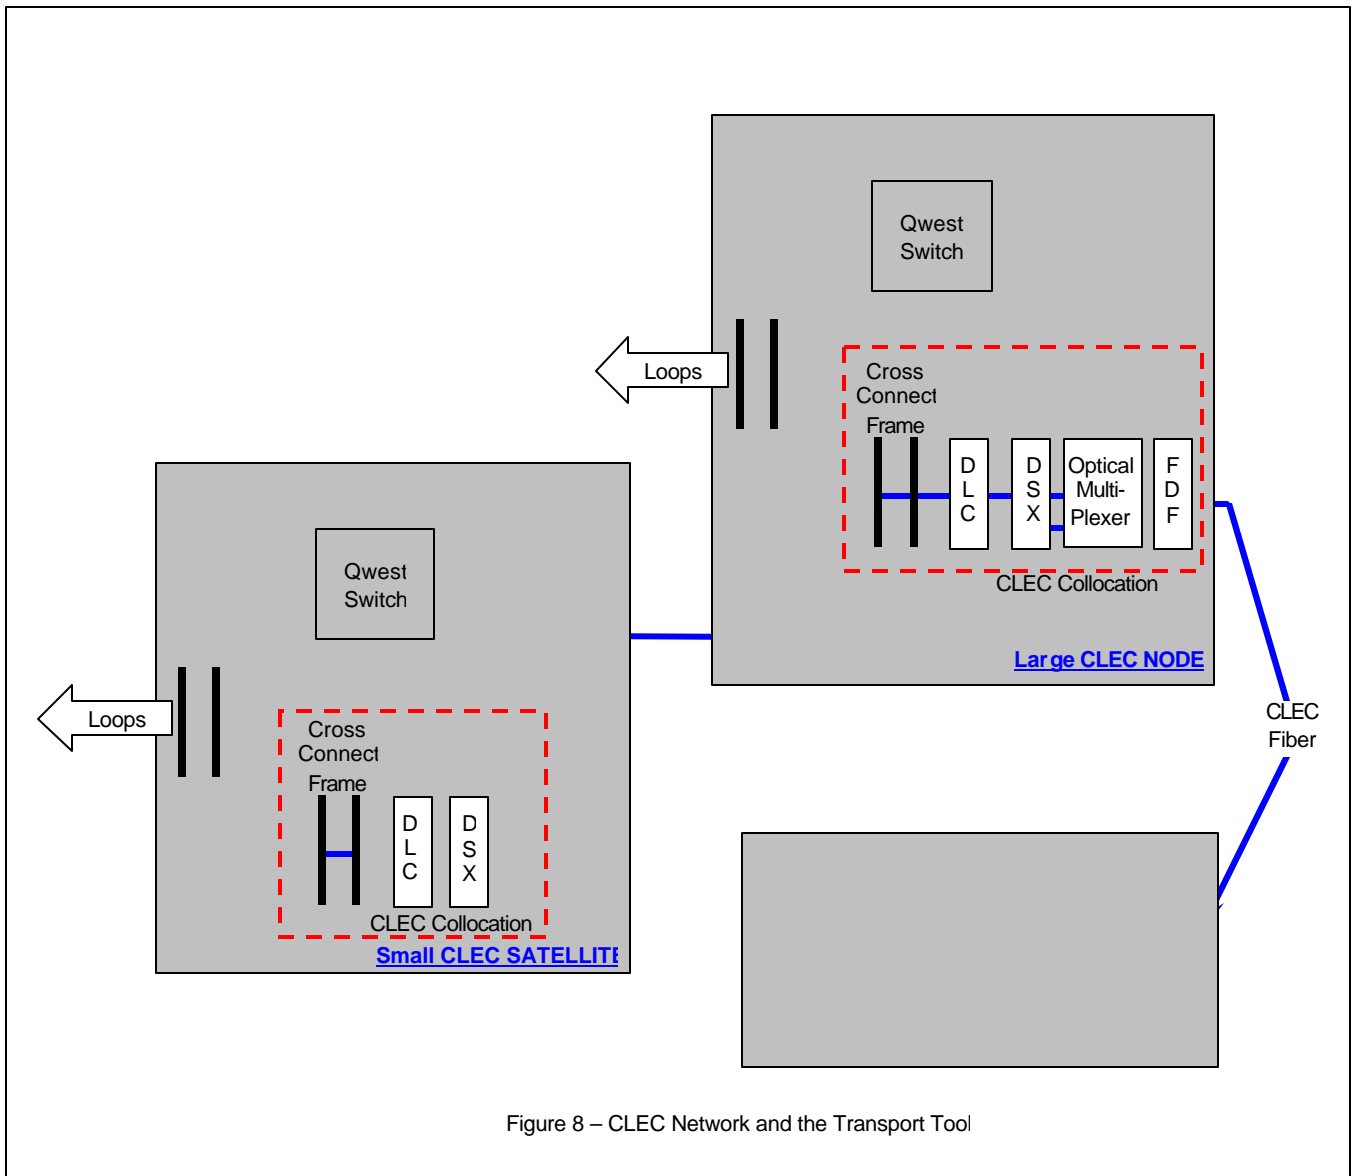 Qwest
Switch
Loops
Cross
Connect
Frame
D
L
C
D
S
X
Optical
Multi-
Plexer
F
D
F
CLEC Collocation
Large CLEC NODE
Qwest
Switch
Loops
Cross
Connect
Frame
D
L
C
D
S
X
CLEC Collocation
Small CLEC SATELLITE
CLEC
Fiber
Figure 8 – CLEC Network and the Transport Tool